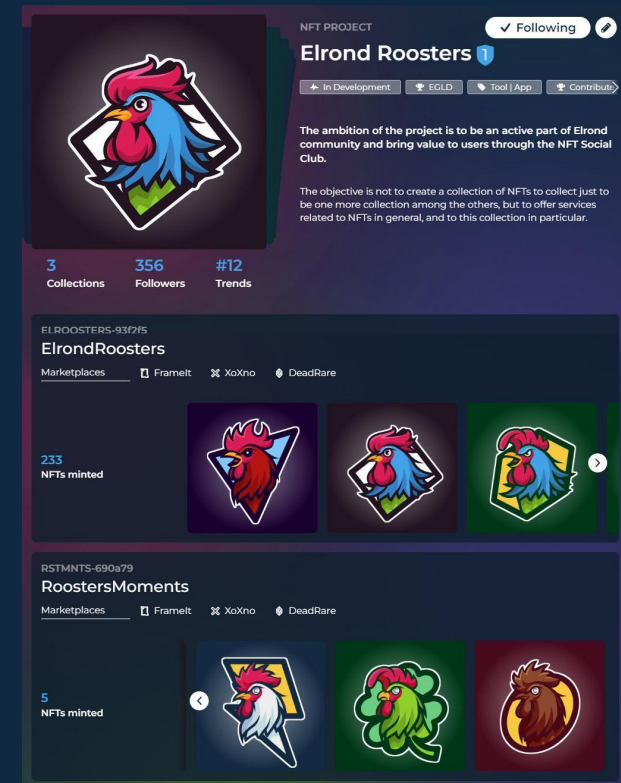 NFT PROJECT
Following
Elrond Roosters 1
In Development EGLD Tool | App Contribute
The ambition of the project is to be an active part of Elrond
community and bring value to users through the NFT Social
Club.
The objective is not to create a collection of NFTs to collect just to
be one more collection among the others, but to offer services
related to NFTs in general, and to this collection in particular.
3 356 #12
Collections Followers Trends
ELROOSTERS-93f2f5
ElrondRoosters
Marketplaces FrameIt XoXno DeadRare
233
NFTs minted
RSTMNTS-690a79
RoostersMoments
Marketplaces FrameIt XoXno DeadRare
5
NFTs minted